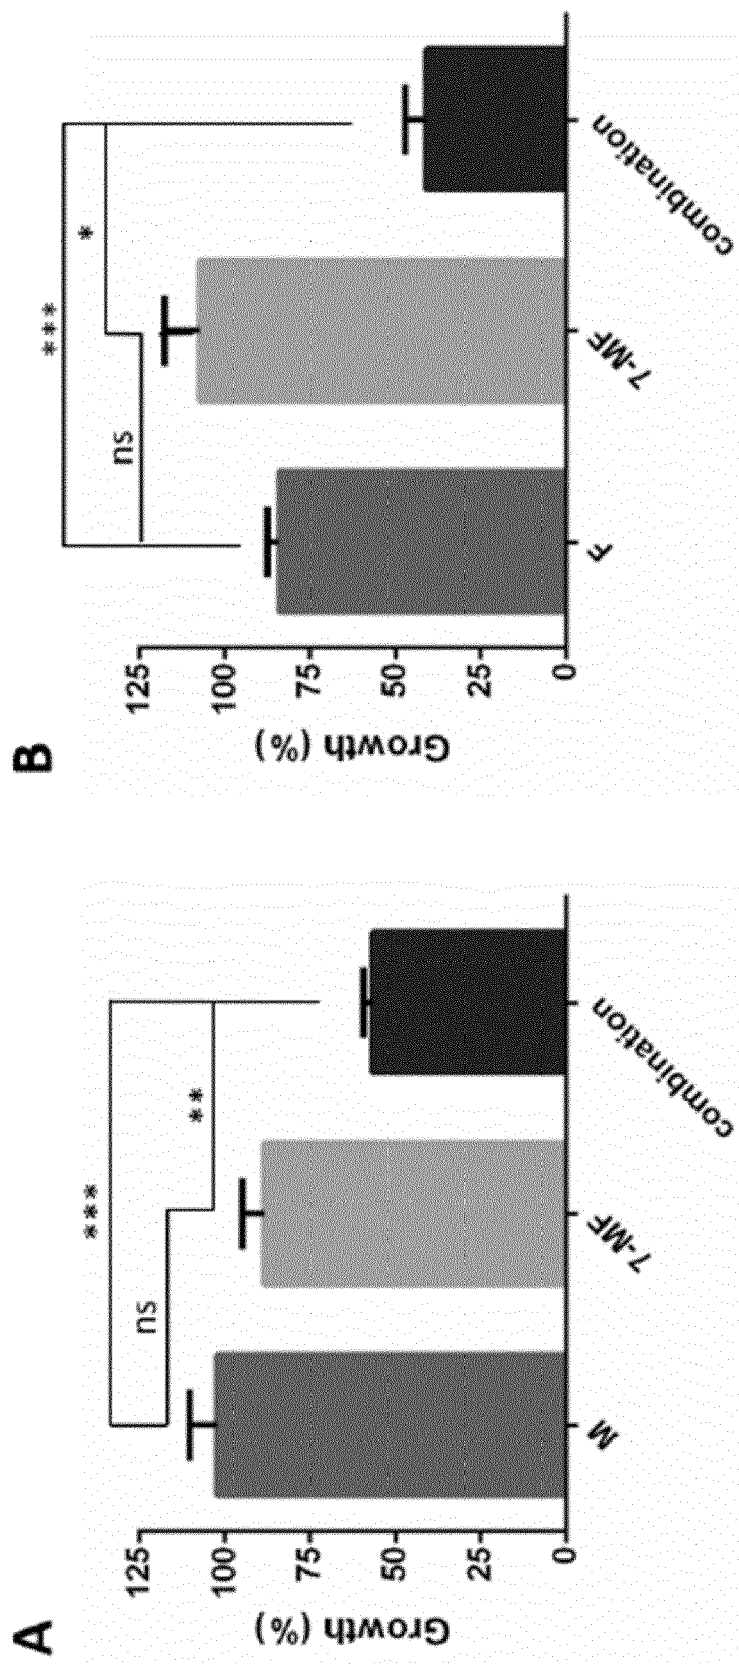 A
Growth (%)
125
100
75
50
25
0
***
ns
**
M
7-MF
combination
B
Growth (%)
125
100
75
50
25
0
***
ns
*
F
7-MF
combination